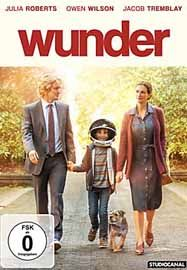 JULIA ROBERTS OWEN WILSON JACOB TREMBLAY
wunder
FSK
0
STUDIOCANAL